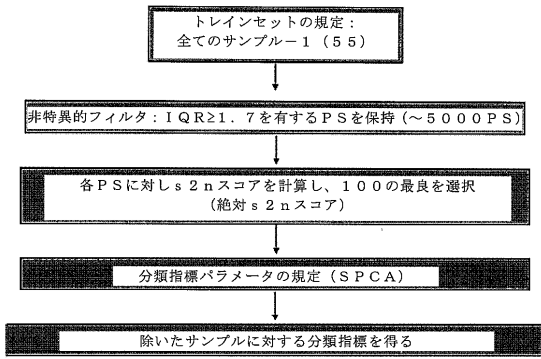 トレインセットの規定：
全てのサンプル－１（５５）
非特異的フィルタ：ＩＱＲ≥１．７を有するＰＳを保持（～５０００ＰＳ）
各ＰＳに対しｓ２ｎスコアを計算し、１００の最良を選択
（絶対ｓ２ｎスコア）
分類指標パラメータの規定（ＳＰＣＡ）
除いたサンプルに対する分類指標を得る